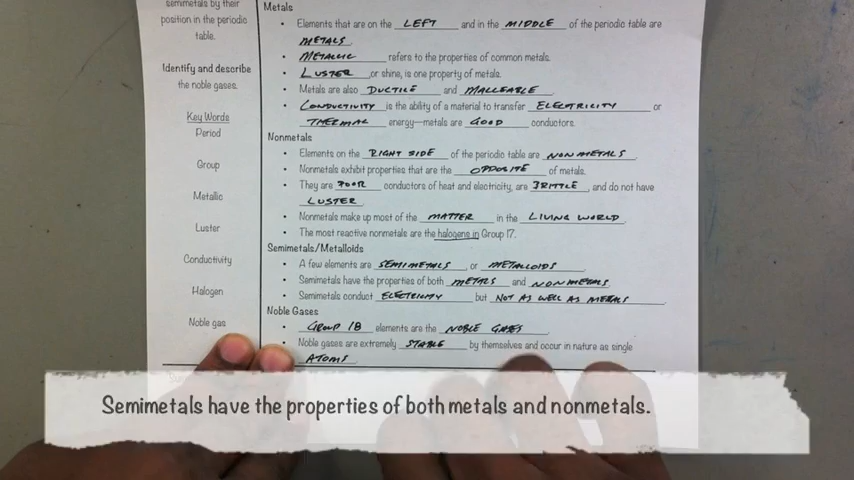 semimetals by their
position in the periodic
table.
Identify and describe
the noble gases.
Key Words
Period
Group
Metallic
Luster
Conductivity
Halogen
Noble gas
Metals
• Elements that are on the LEFT and in the MIDDLE of the periodic table are
METALS.
• METALLIC refers to the properties of common metals.
• LUSTER, or shine, is one property of metals.
• Metals are also DUCTILE and MALLEABLE.
• CONDUCTIVITY is the ability of a material to transfer ELECTRICITY or
THERMAL energy—metals are GOOD conductors.
Nonmetals
• Elements on the RIGHT SIDE of the periodic table are NONMETALS.
• Nonmetals exhibit properties that are the OPPOSITE of metals.
• They are POOR conductors of heat and electricity, are BRITTLE, and do not have
LUSTER.
• Nonmetals make up most of the MATTER in the LIVING WORLD.
• The most reactive nonmetals are the halogens in Group 17.
Semimetals/Metalloids
• A few elements are SEMIMETALS, or METALLOIDS.
• Semimetals have the properties of both METALS and NONMETALS.
• Semimetals conduct ELECTRICITY but NOT AS WELL AS METALS.
Noble Gases
• GROUP 18 elements are the NOBLE GASES.
• Noble gases are extremely STABLE by themselves and occur in nature as single
ATOMS.
Semimetals have the properties of both metals and nonmetals.